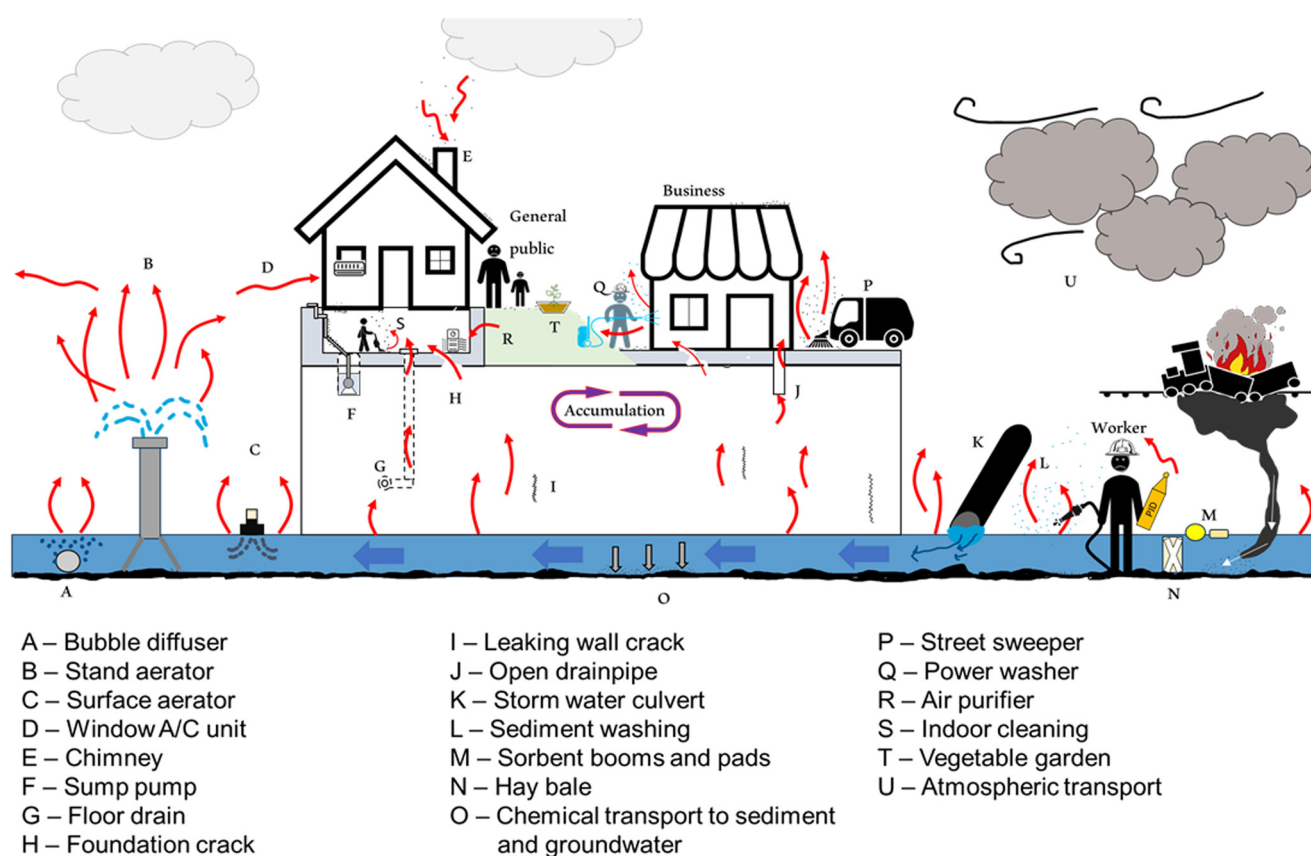 E
Business
General
public
B
D
P
Q
U
S
T
R
F
H
J
Accumulation
K
Worker
C
G
L
I
PID
M
A
O
N
A – Bubble diffuser
B – Stand aerator
C – Surface aerator
D – Window A/C unit
E – Chimney
F – Sump pump
G – Floor drain
H – Foundation crack
I – Leaking wall crack
J – Open drainpipe
K – Storm water culvert
L – Sediment washing
M – Sorbent booms and pads
N – Hay bale
O – Chemical transport to sediment
and groundwater
P – Street sweeper
Q – Power washer
R – Air purifier
S – Indoor cleaning
T – Vegetable garden
U – Atmospheric transport